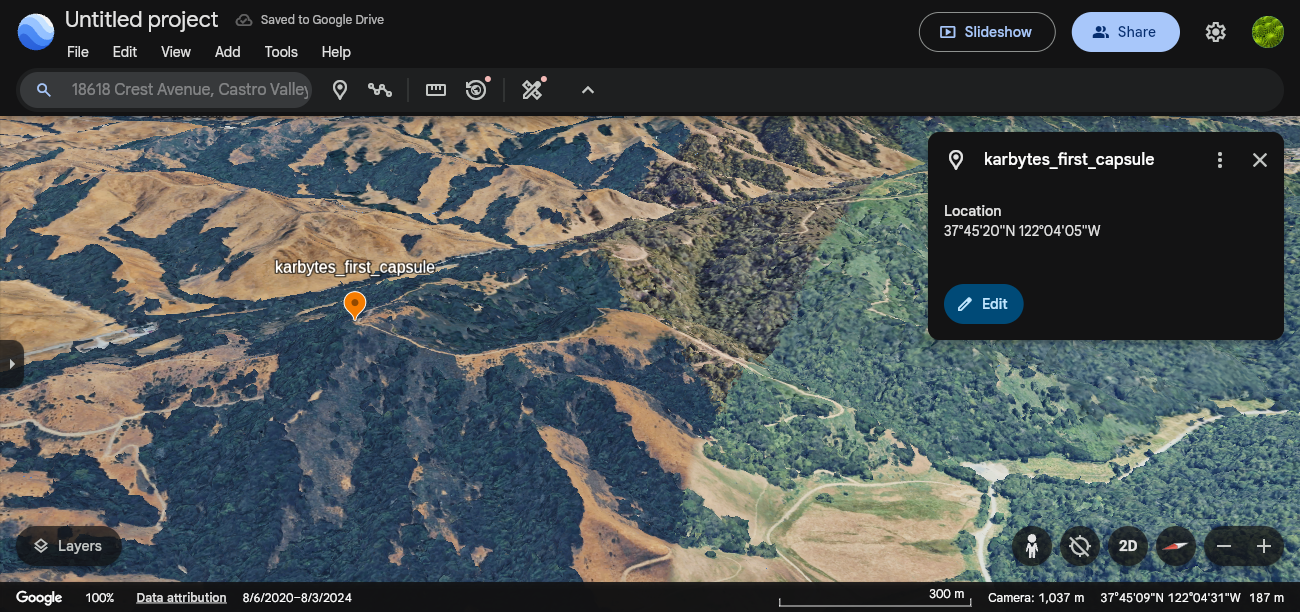 Untitled project
Saved to Google Drive
File Edit View Add Tools Help
Slideshow
Share
18618 Crest Avenue, Castro Valley
karbytes_first_capsule
Location
37°45'20"N 122°04'05"W
Edit
karbytes_first_capsule
Layers
2D
Google 100% Data attribution 8/6/2020–8/3/2024 300 m Camera: 1,037 m 37°45'09"N 122°04'31"W 187 m